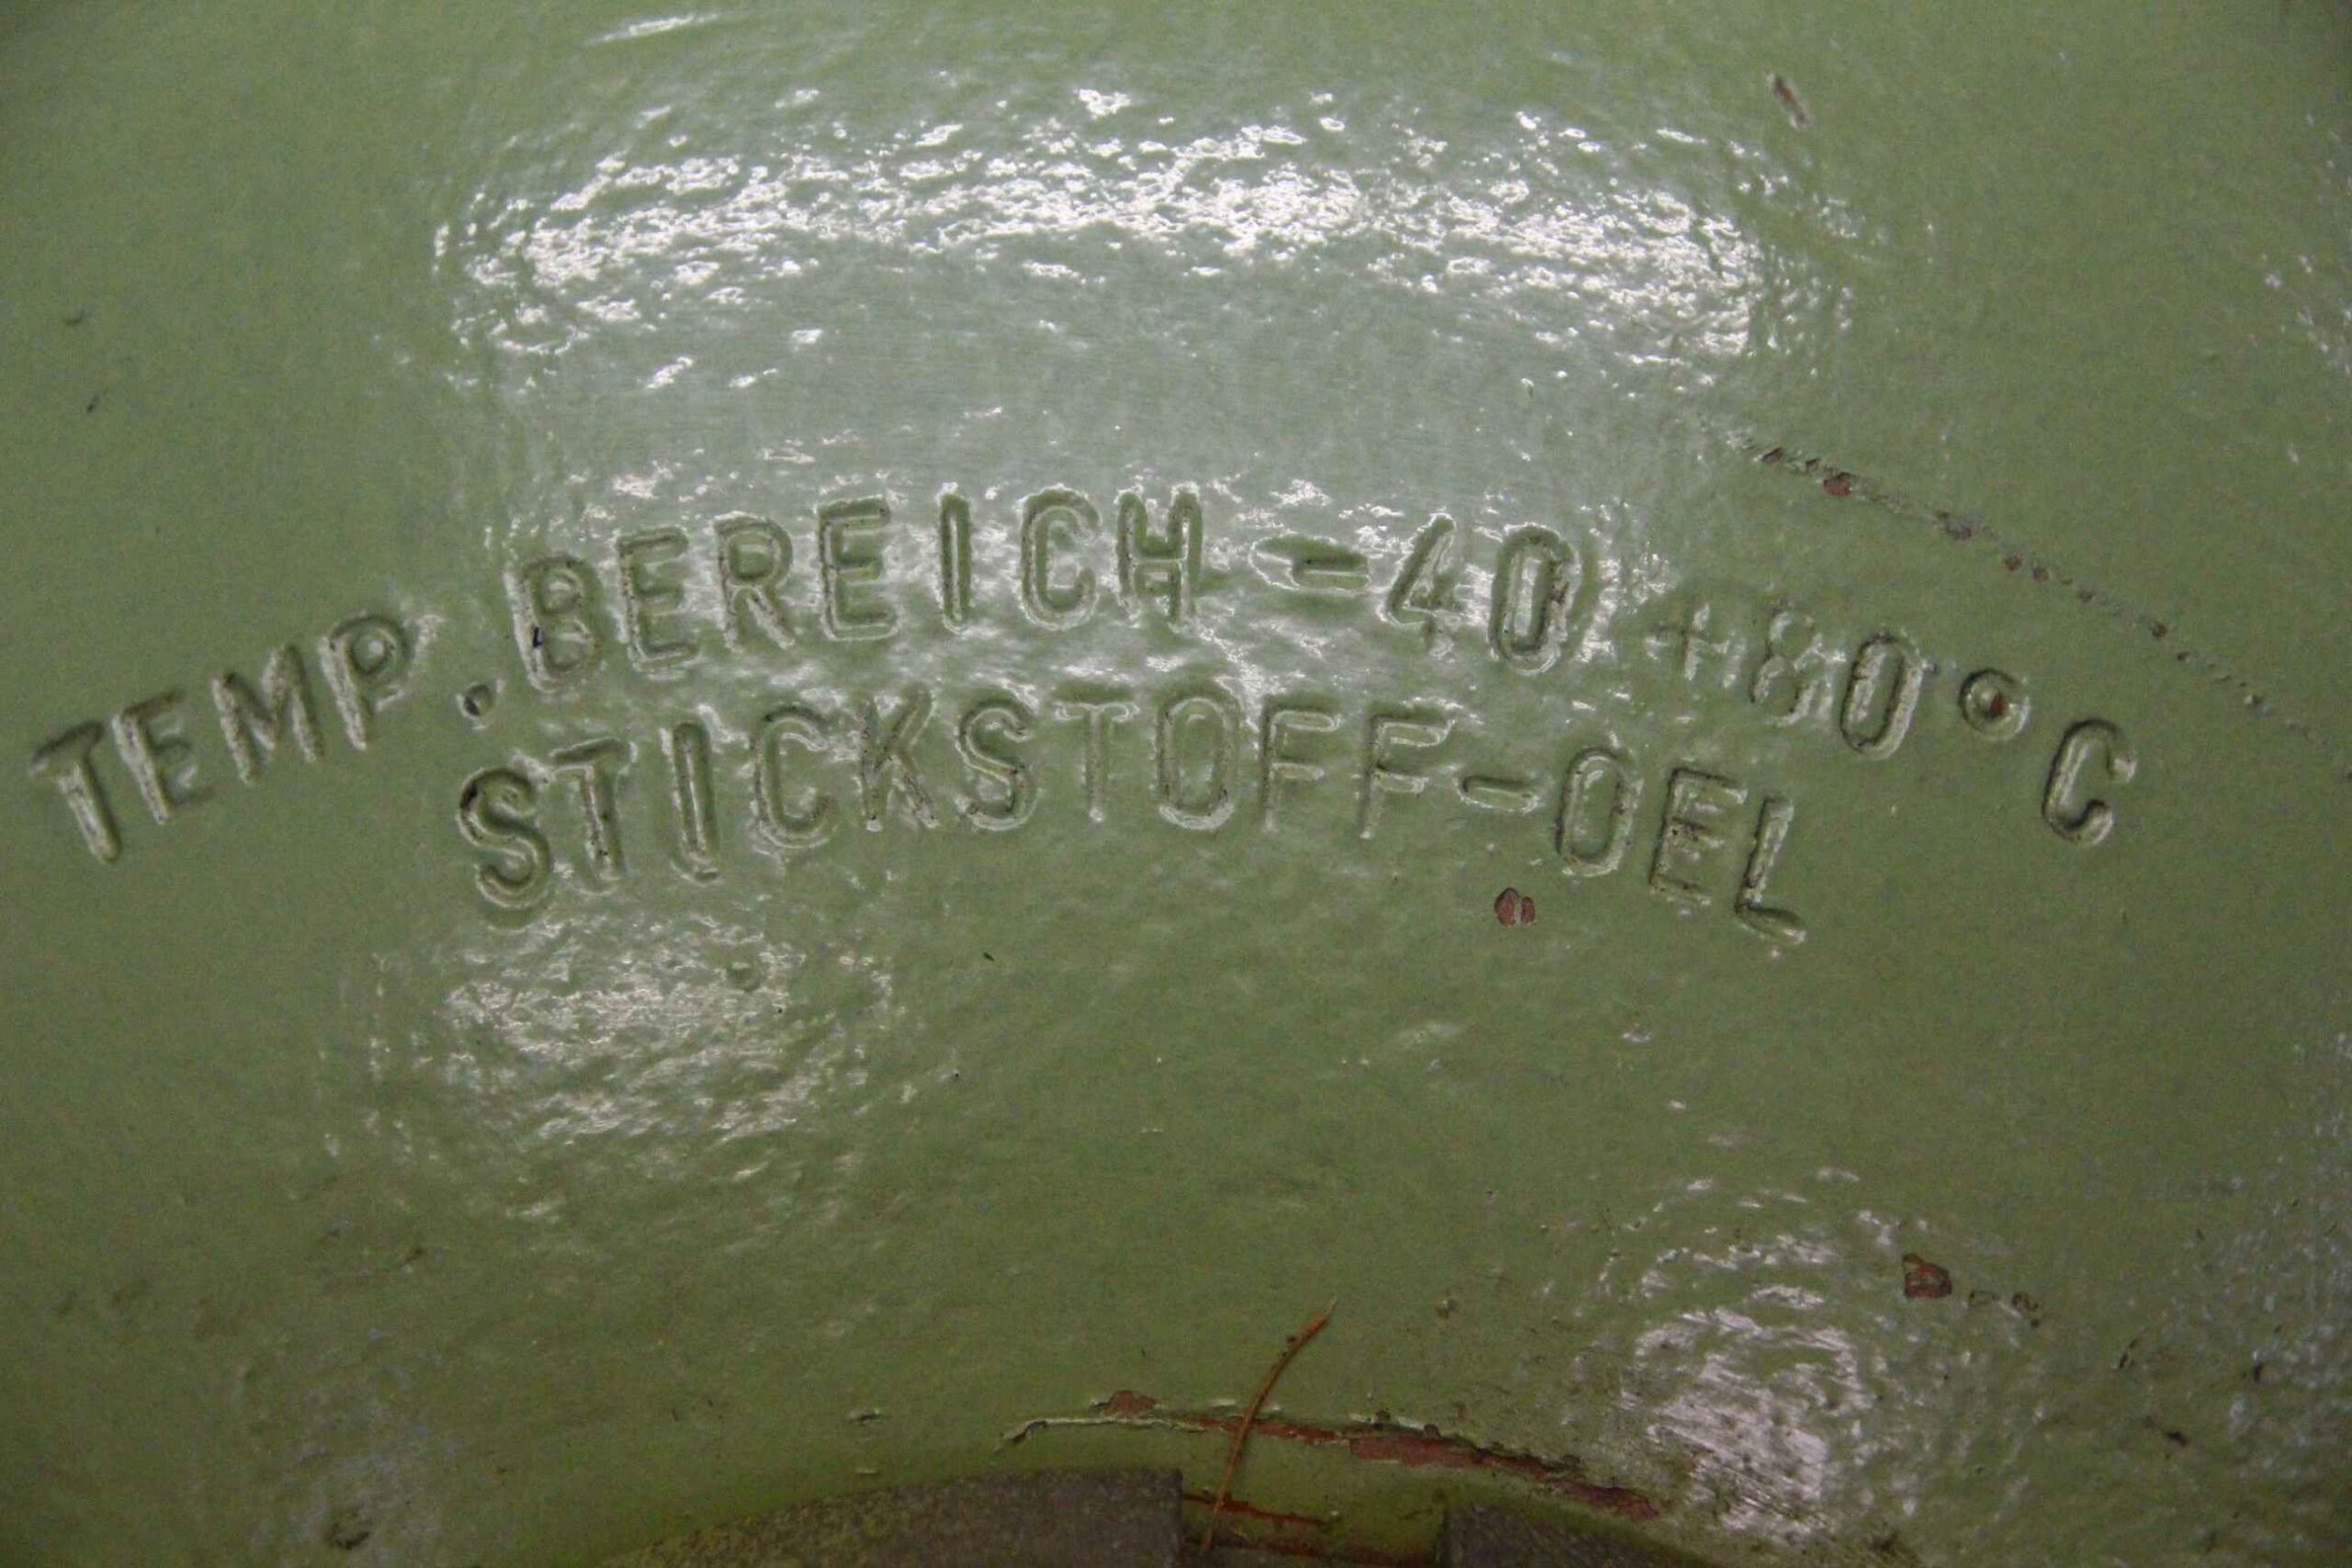 TEMP.BEREICH -40 +80°C
STICKSTOFF-OEL